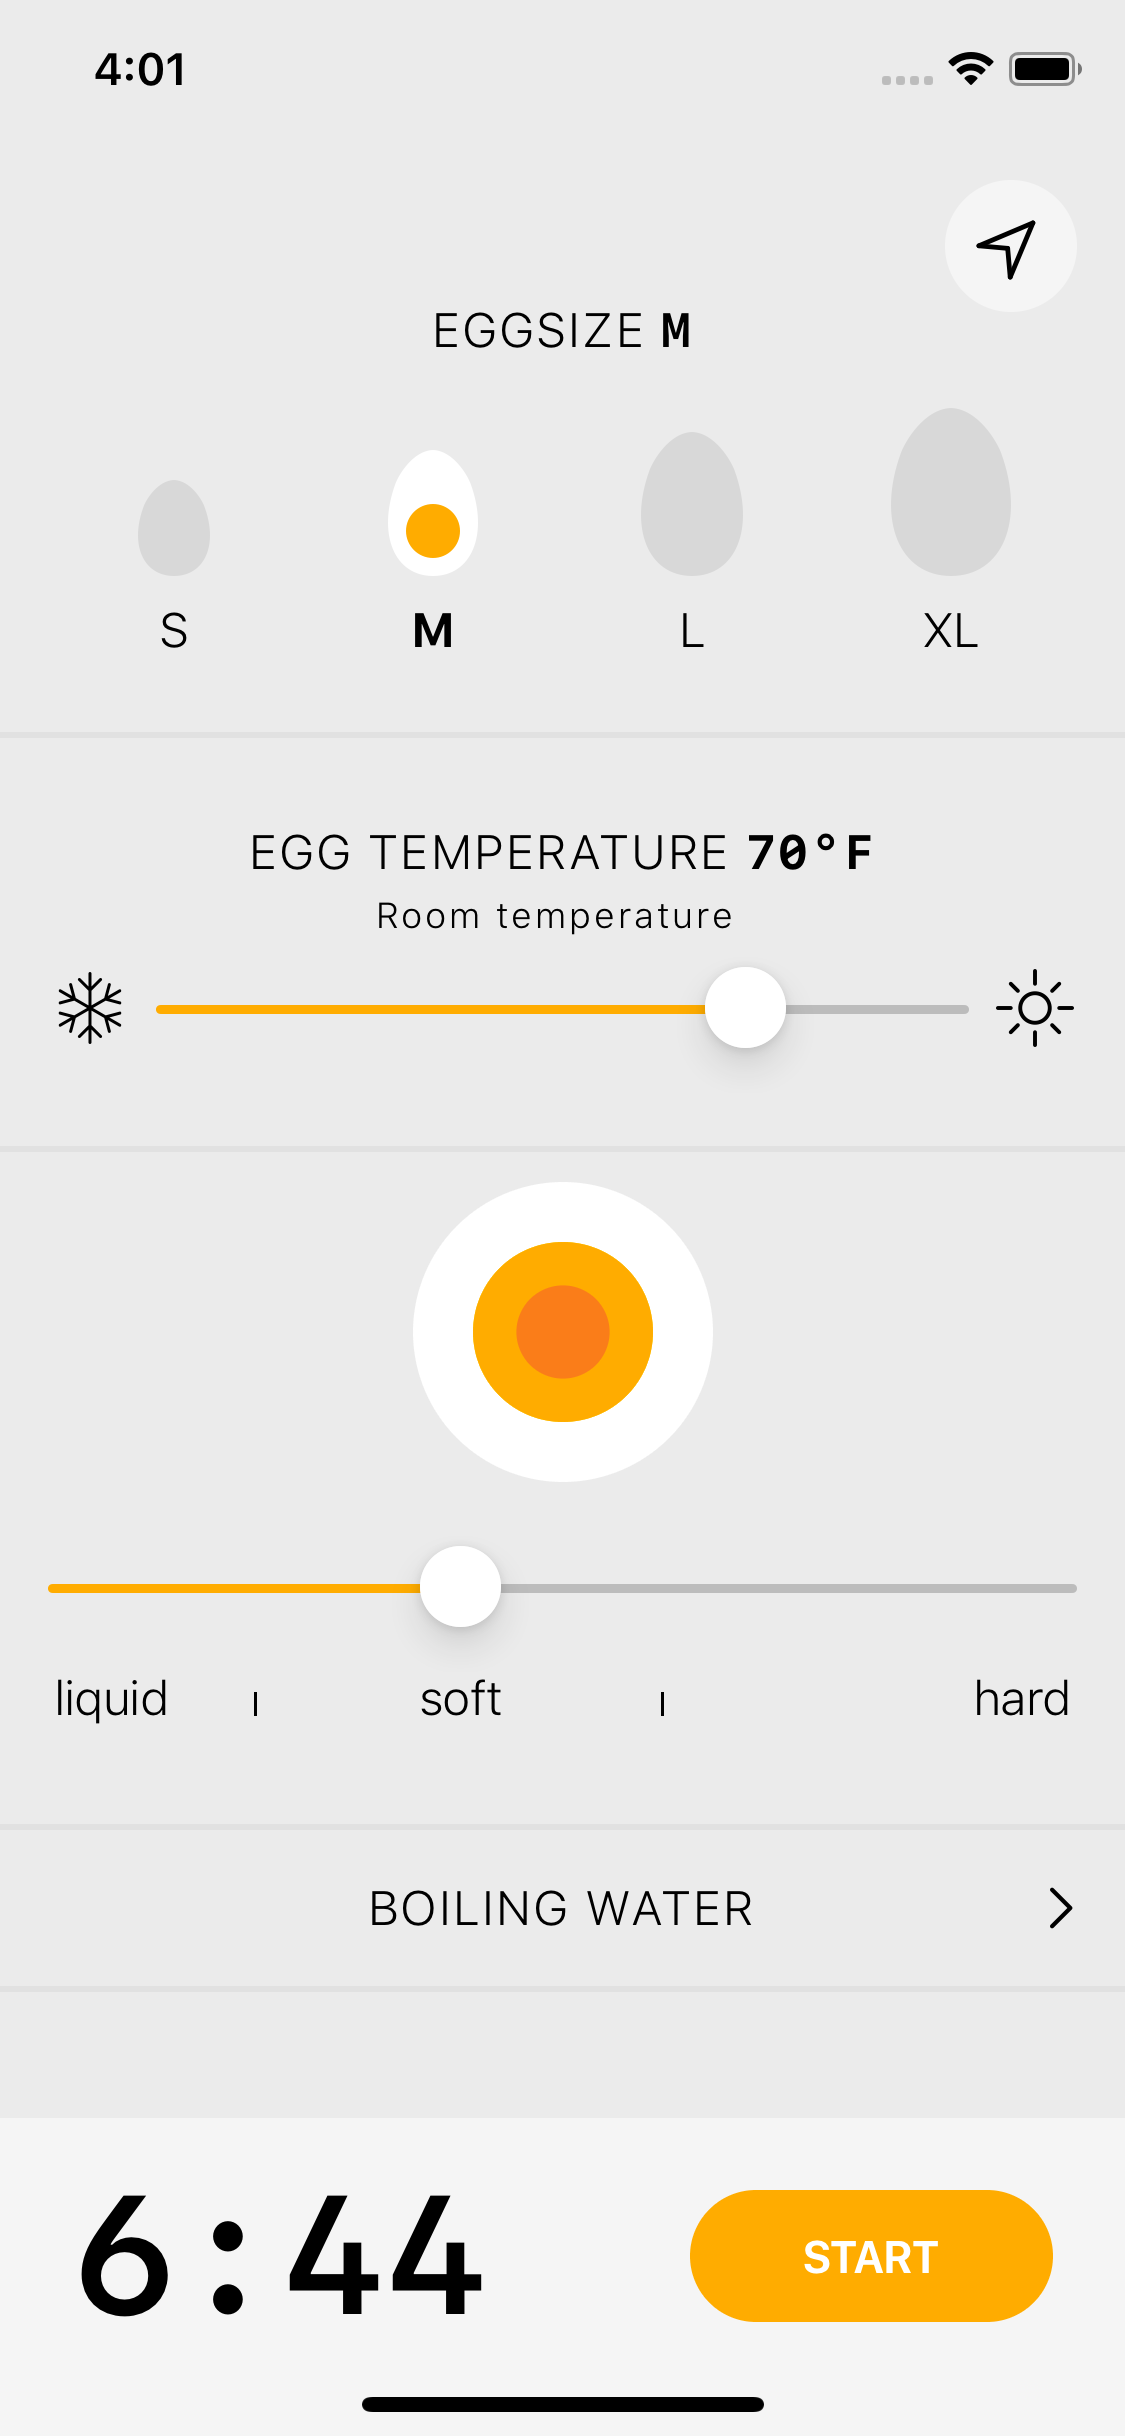 4:01
EGGSIZE M
S M L XL
EGG TEMPERATURE 70°F
Room temperature
liquid soft hard
BOILING WATER
6:44
START